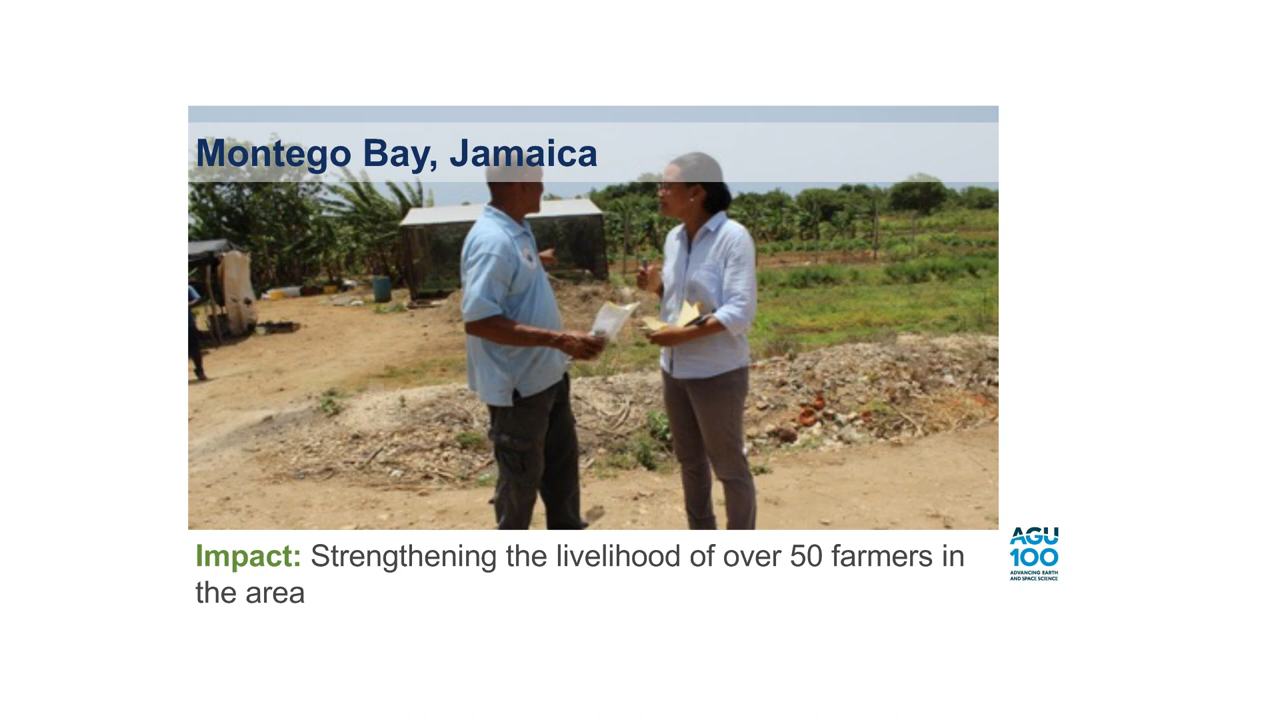 Montego Bay, Jamaica
Impact: Strengthening the livelihood of over 50 farmers in
the area
AGU
100
ADVANCING EARTH
AND SPACE SCIENCE